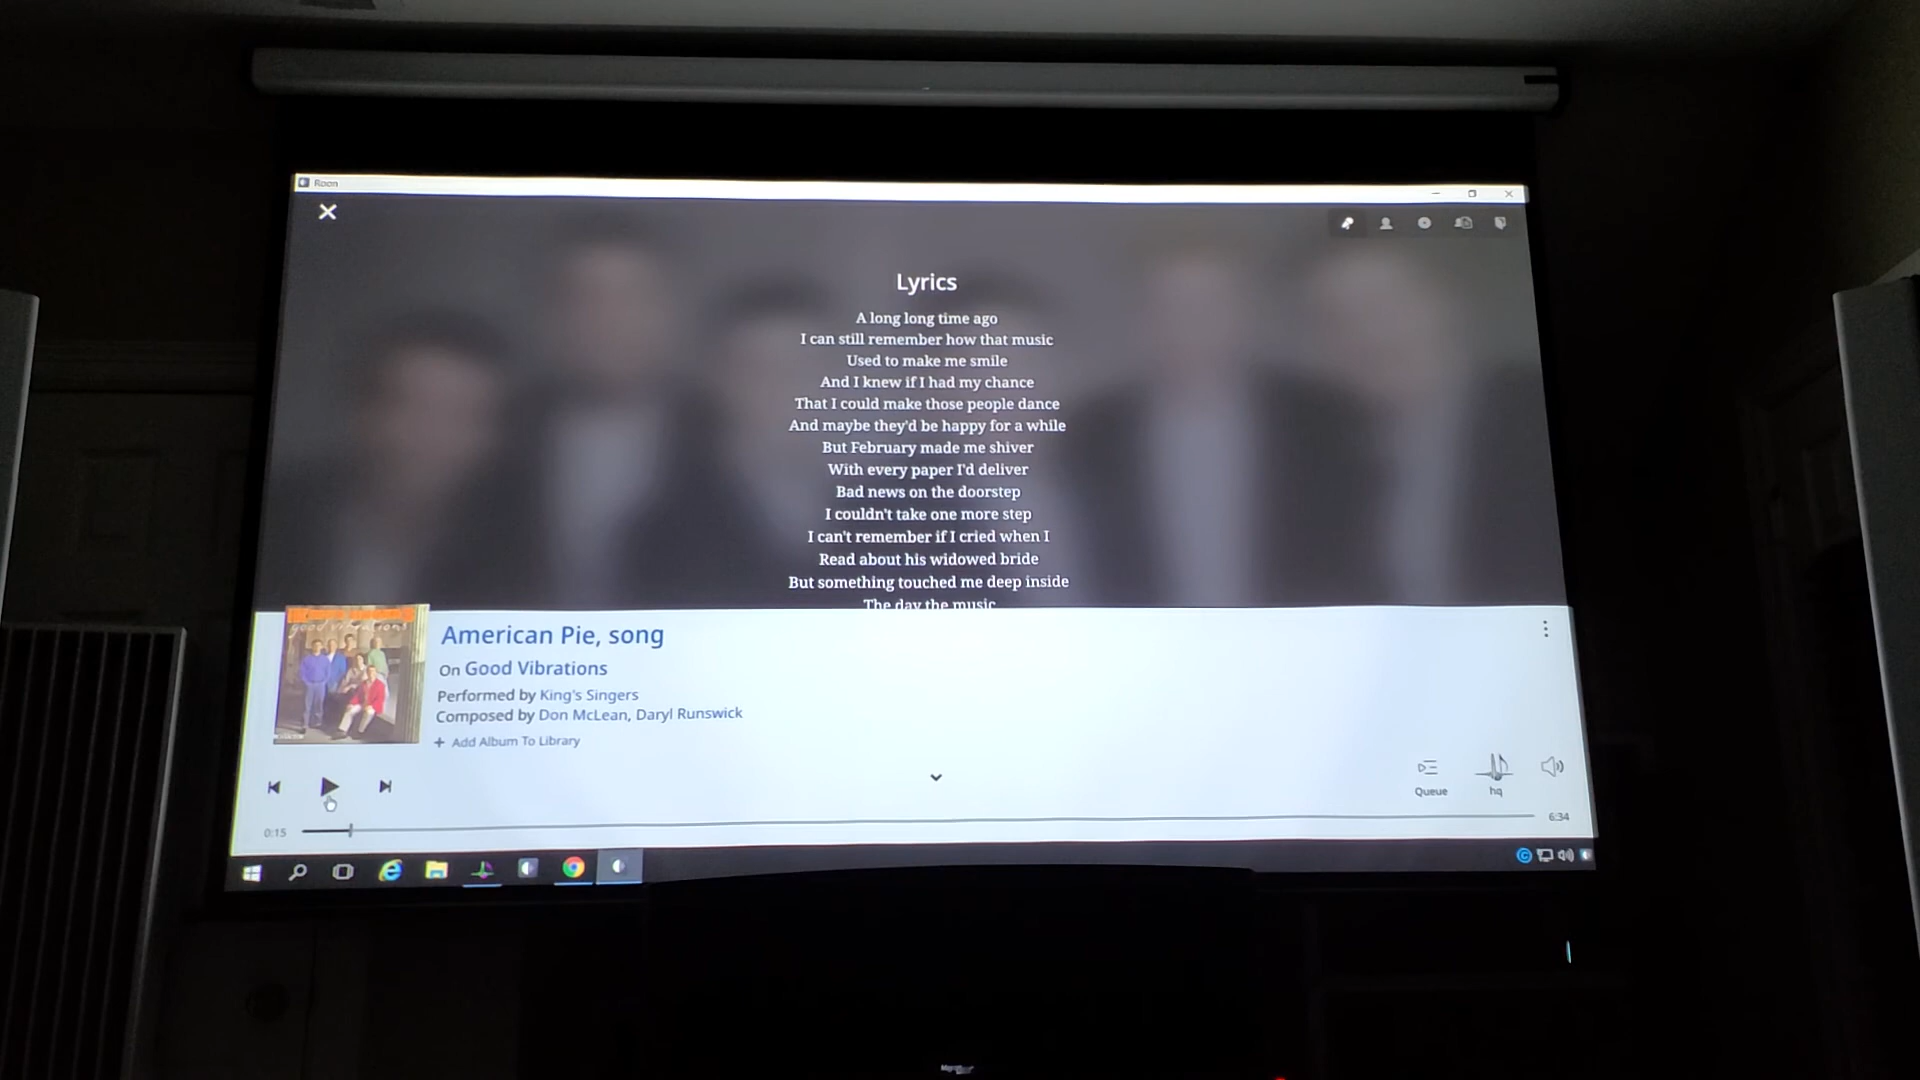 Roon
Lyrics
A long long time ago
I can still remember how that music
Used to make me smile
And I knew if I had my chance
That I could make those people dance
And maybe they'd be happy for a while
But February made me shiver
With every paper I'd deliver
Bad news on the doorstep
I couldn't take one more step
I can't remember if I cried when I
Read about his widowed bride
But something touched me deep inside
The day the music
good vibrations
American Pie, song
On Good Vibrations
Performed by King's Singers
Composed by Don McLean, Daryl Runswick
+ Add Album To Library
Queue
hq
0:15
6:34